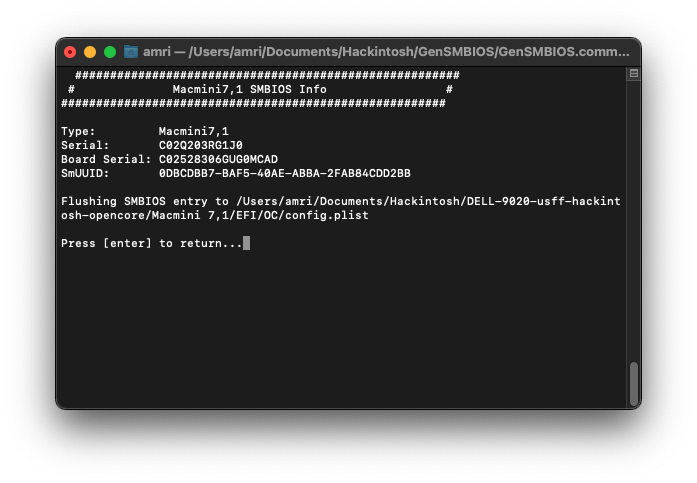 amri — /Users/amri/Documents/Hackintosh/GenSMBIOS/GenSMBIOS.comm...
#######################################################
# Macmini7,1 SMBIOS Info #
#######################################################
Type: Macmini7,1
Serial: C02Q203RG1J0
Board Serial: C02528306GUG0MCAD
SmUUID: 0DBCDBB7-BAF5-40AE-ABBA-2FAB84CDD2BB
Flushing SMBIOS entry to /Users/amri/Documents/Hackintosh/DELL-9020-usff-hackint
osh-opencore/Macmini 7,1/EFI/OC/config.plist
Press [enter] to return...